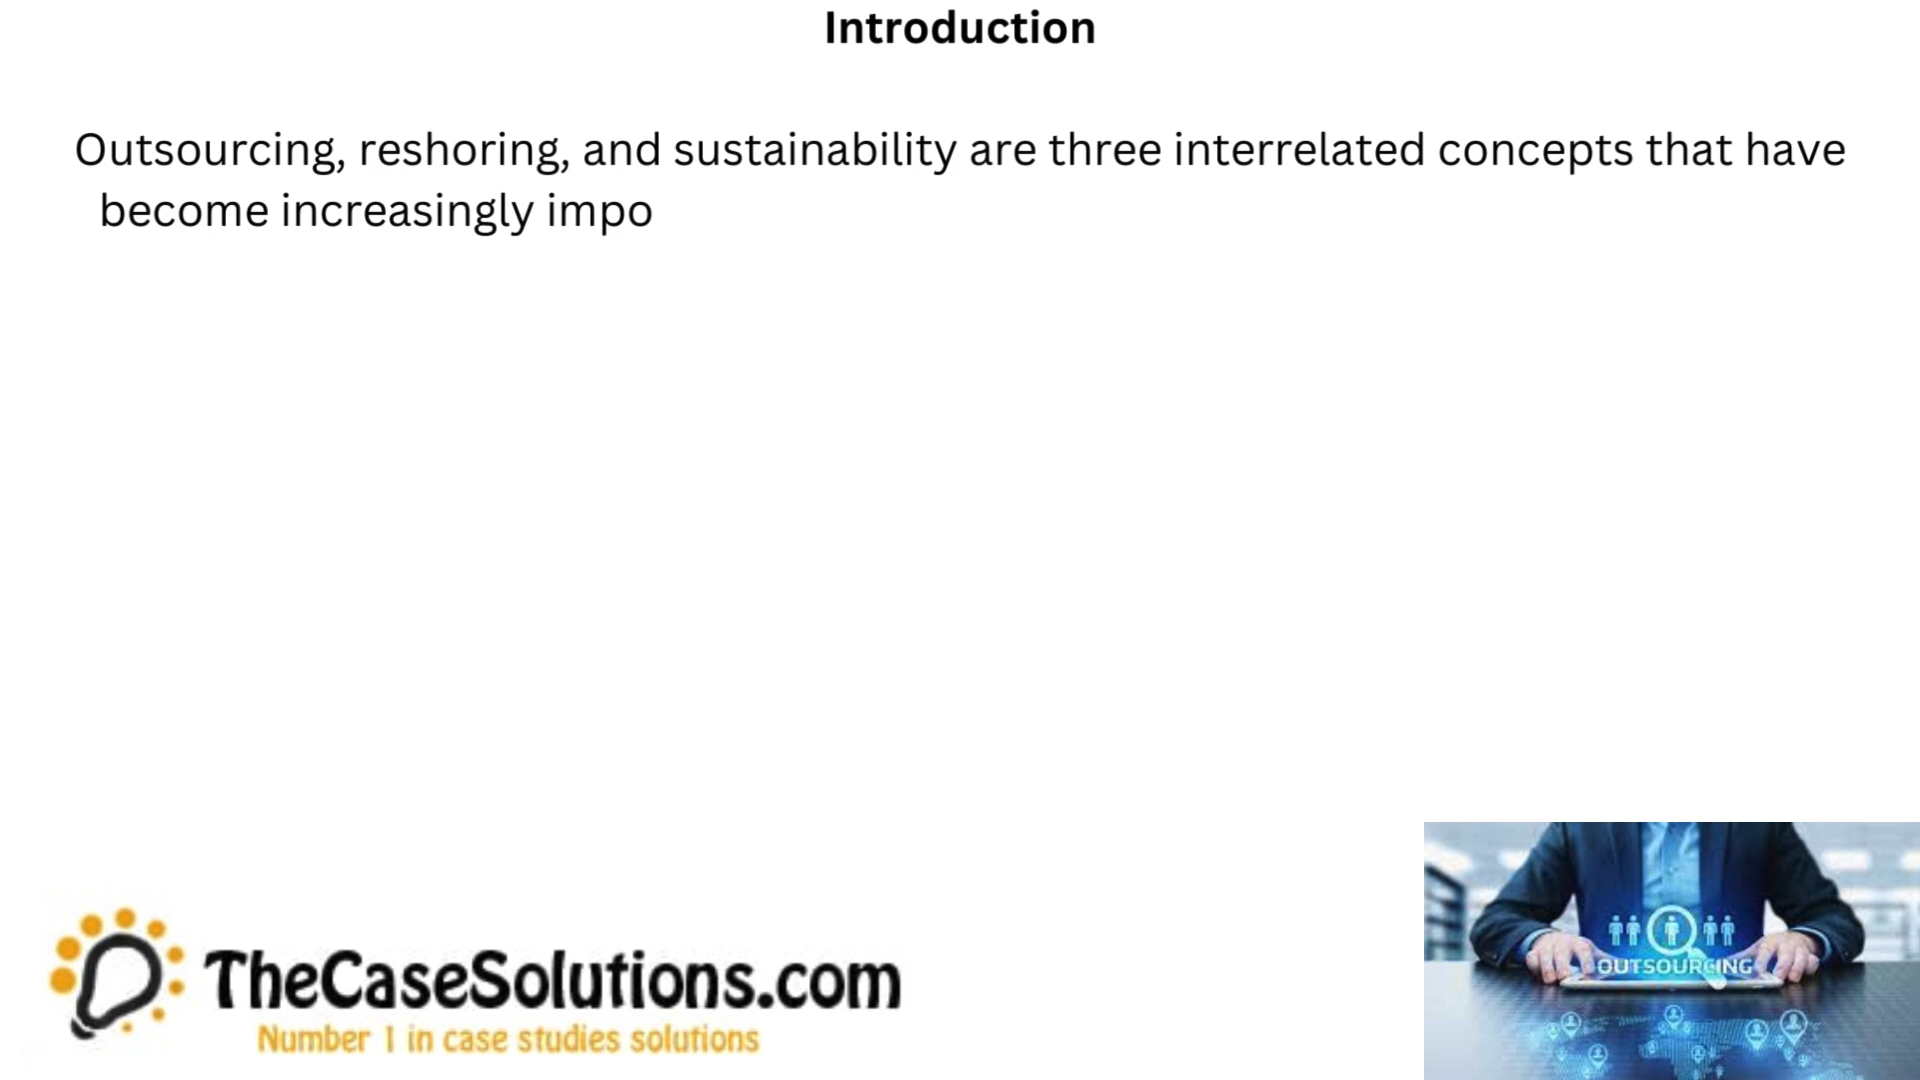 Introduction
Outsourcing, reshoring, and sustainability are three interrelated concepts that have
become increasingly impo
TheCaseSolutions.com
Number 1 in case studies solutions
OUTSOURCING